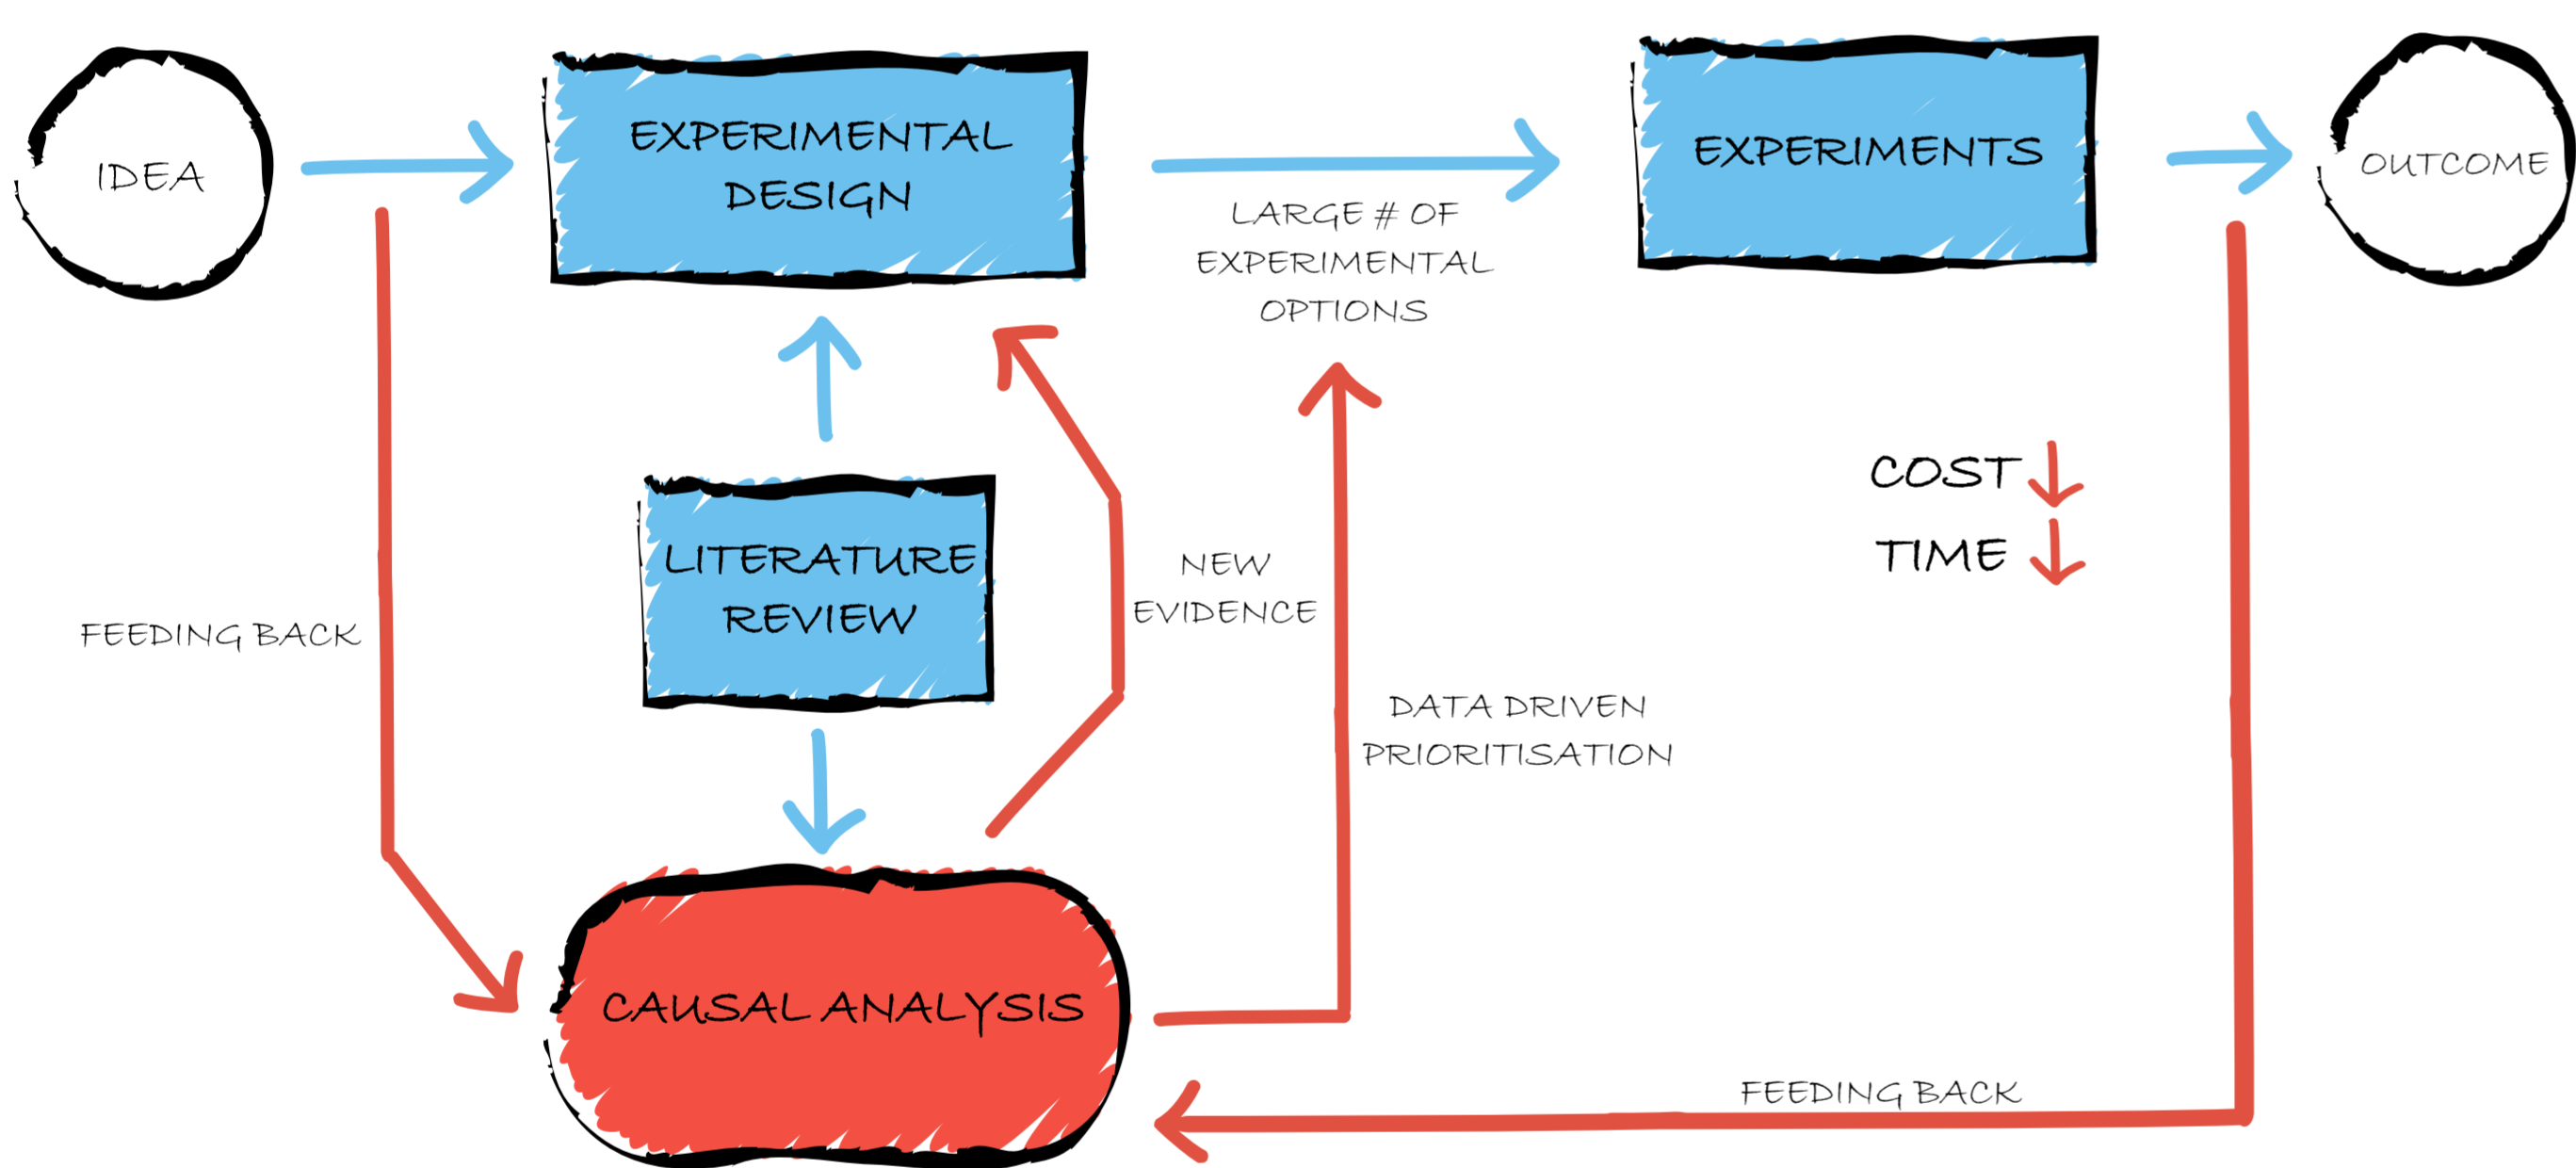 IDEA
EXPERIMENTAL
DESIGN
LARGE # OF
EXPERIMENTAL
OPTIONS
EXPERIMENTS
OUTCOME
COST
TIME
LITERATURE
REVIEW
NEW
EVIDENCE
FEEDING BACK
DATA DRIVEN
PRIORITISATION
CAUSAL ANALYSIS
FEEDING BACK